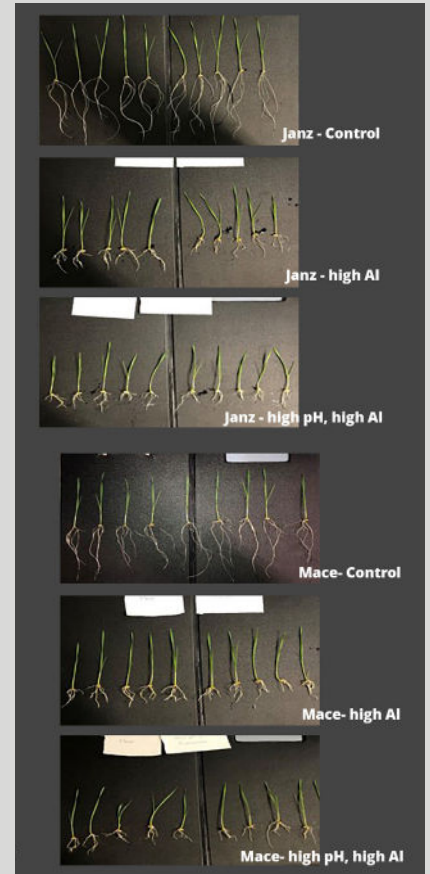 Janz - Control
Janz - high Al
Janz - high pH, high Al
Mace- Control
Mace- high Al
Mace- high pH, high Al